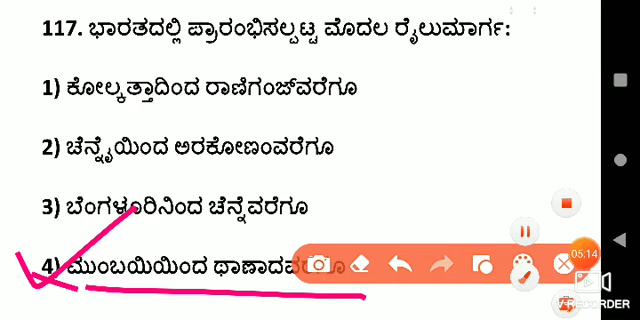 117. ಭಾರತದಲ್ಲಿ ಪ್ರಾರಂಭಿಸಲ್ಪಟ್ಟ ಮೊದಲ ರೈಲುಮಾರ್ಗ:
1) ಕೋಲ್ಕತ್ತಾದಿಂದ ರಾಣಿಗಂಜ್‌ವರೆಗೂ
2) ಚೆನ್ನೈಯಿಂದ ಅರಕೋಣಂವರೆಗೂ
3) ಬೆಂಗಳೂರಿನಿಂದ ಚೆನ್ನೆವರೆಗೂ
4) ಮುಂಬಯಿಯಿಂದ ಥಾಣಾದವರೆಗೂ
05:14
V-RECORDER